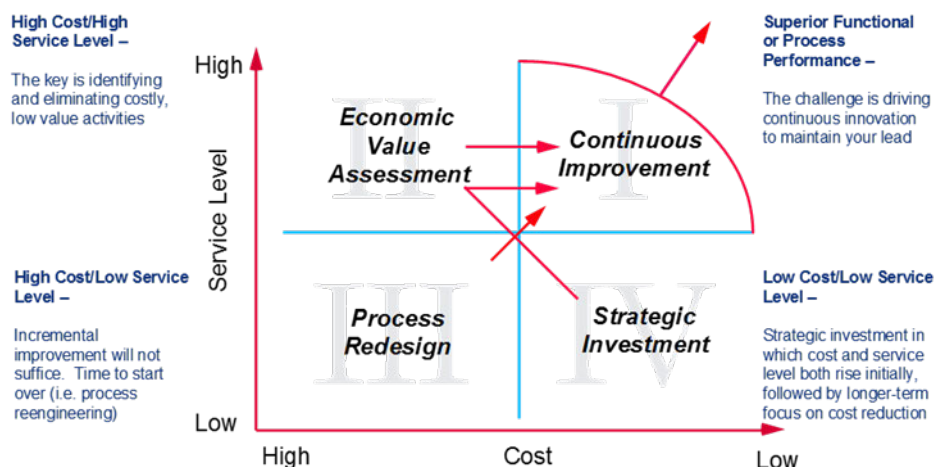 High Cost/High
Service Level –
The key is identifying
and eliminating costly,
low value activities
Superior Functional
or Process
Performance –
The challenge is driving
continuous innovation
to maintain your lead
High
II
Economic
Value
Assessment
I
Continuous
Improvement
Service Level
High Cost/Low Service
Level –
Incremental
improvement will not
suffice. Time to start
over (i.e. process
reengineering)
III
Process
Redesign
IV
Strategic
Investment
Low Cost/Low Service
Level –
Strategic investment in
which cost and service
level both rise initially,
followed by longer-term
focus on cost reduction
Low
High
Cost
Low